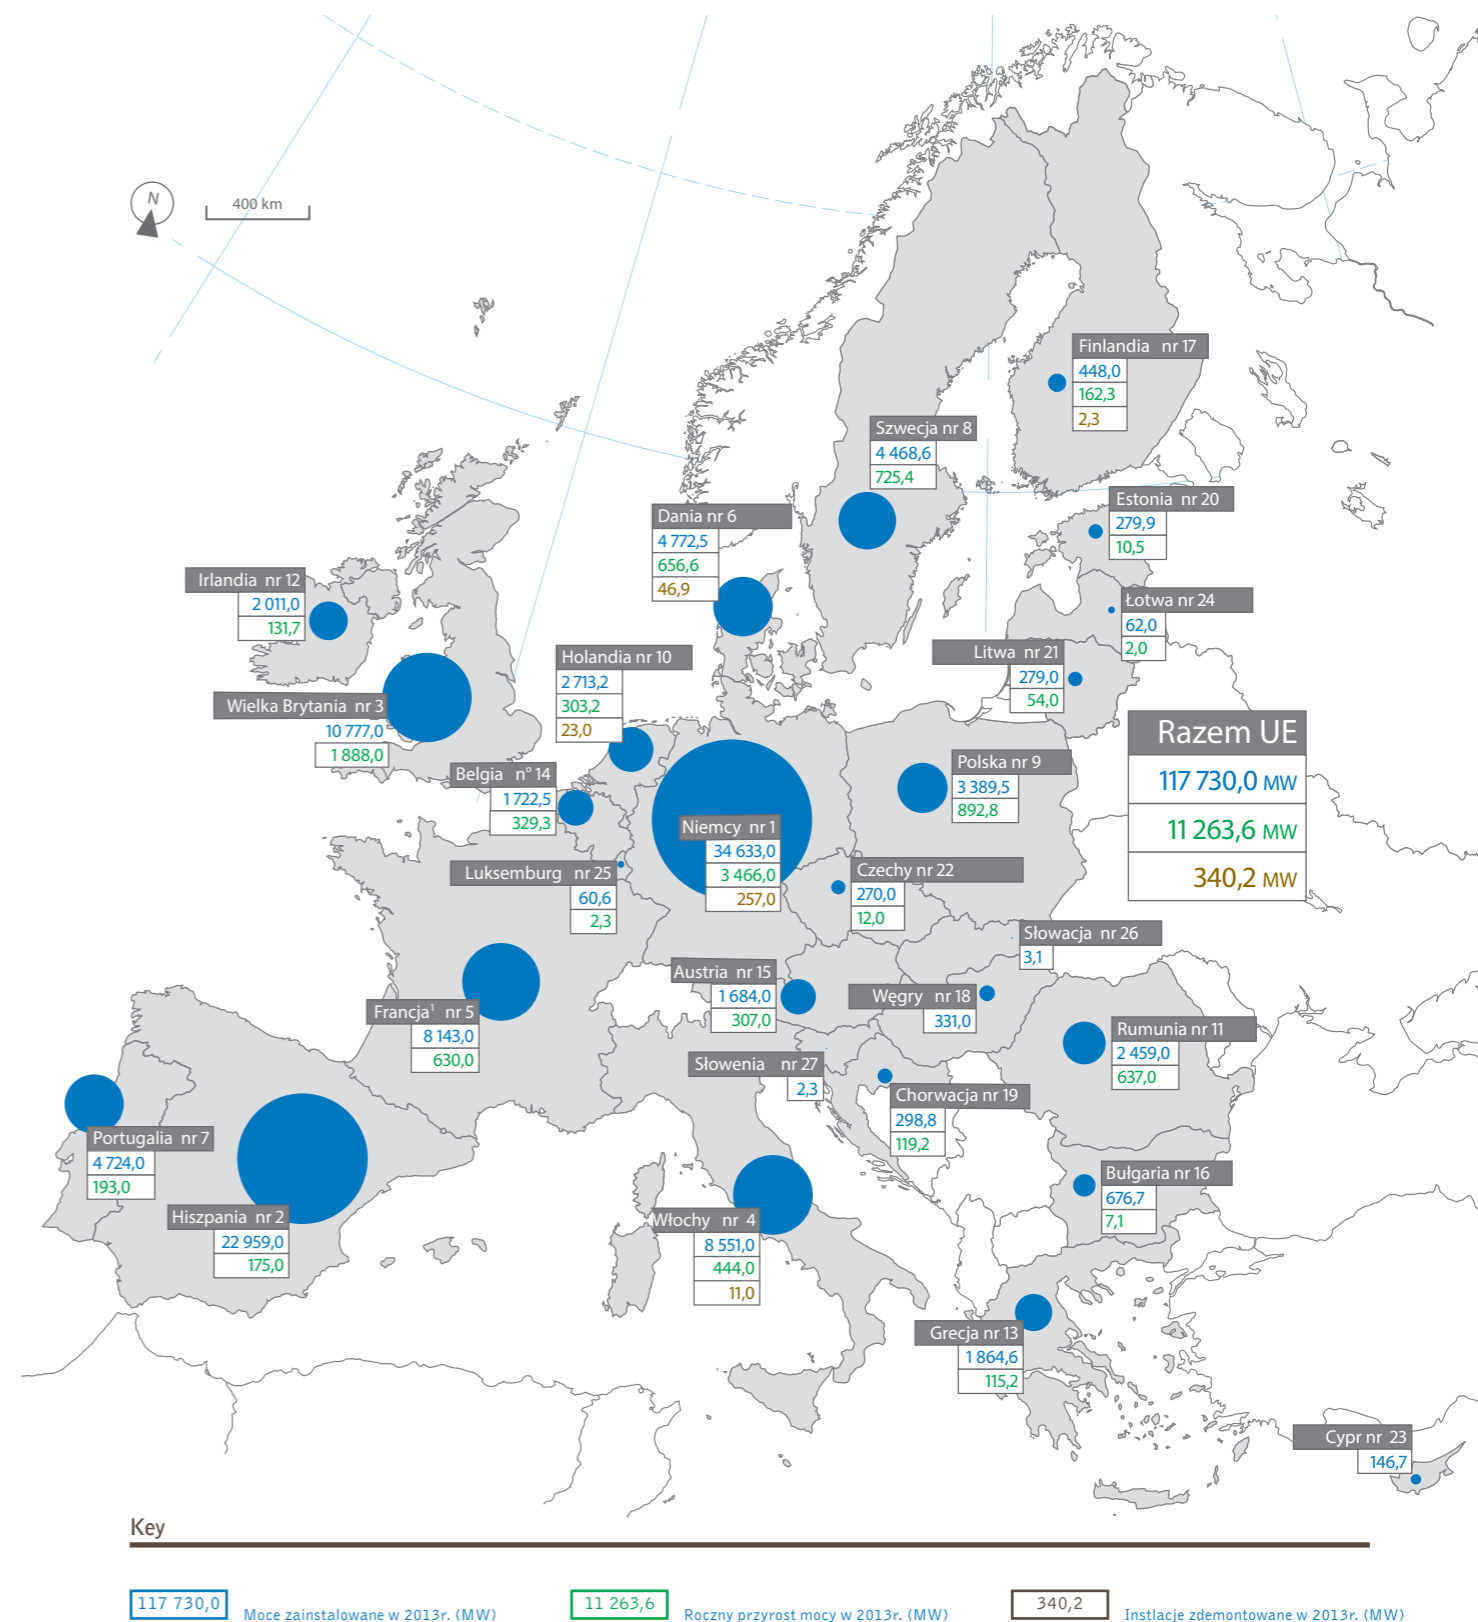 N
400 km
Finlandia nr 17
448,0
162,3
2,3
Szwecja nr 8
4 468,6
725,4
Estonia nr 20
279,9
10,5
Dania nr 6
4 772,5
656,6
46,9
Irlandia nr 12
2 011,0
131,7
Łotwa nr 24
62,0
2,0
Litwa nr 21
279,0
54,0
Holandia nr 10
2 713,2
303,2
23,0
Wielka Brytania nr 3
10 777,0
1 888,0
Razem UE
117 730,0 MW
11 263,6 MW
340,2 MW
Polska nr 9
3 389,5
892,8
Belgia n° 14
1 722,5
329,3
Niemcy nr 1
34 633,0
3 466,0
257,0
Luksemburg nr 25
60,6
2,3
Czechy nr 22
270,0
12,0
Słowacja nr 26
3,1
Austria nr 15
1 684,0
307,0
Węgry nr 18
331,0
Francja¹ nr 5
8 143,0
630,0
Rumunia nr 11
2 459,0
637,0
Słowenia nr 27
2,3
Chorwacja nr 19
298,8
119,2
Portugalia nr 7
4 724,0
193,0
Bułgaria nr 16
676,7
7,1
Hiszpania nr 2
22 959,0
175,0
Włochy nr 4
8 551,0
444,0
11,0
Grecja nr 13
1 864,6
115,2
Cypr nr 23
146,7
Key
117 730,0 Moce zainstalowane w 2013r. (MW)
11 263,6 Roczny przyrost mocy w 2013r. (MW)
340,2 Instlacje zdemontowane w 2013r. (MW)